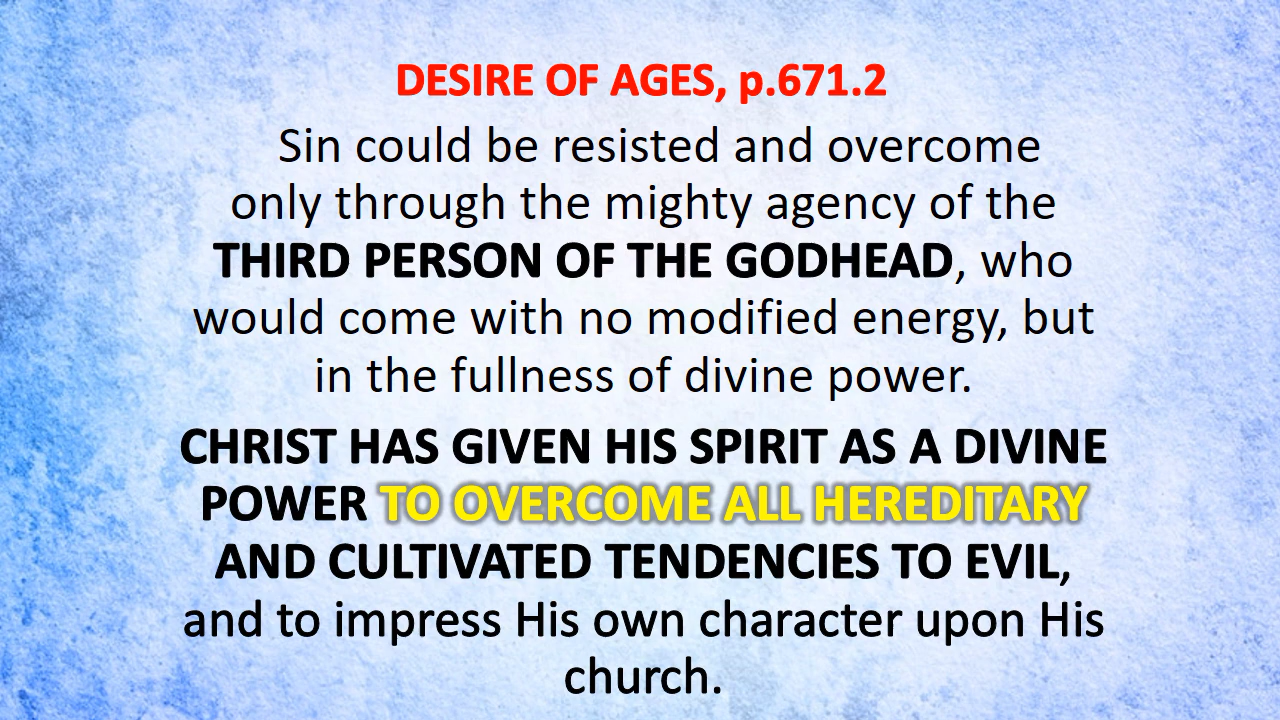 DESIRE OF AGES, p.671.2
Sin could be resisted and overcome
only through the mighty agency of the
THIRD PERSON OF THE GODHEAD, who
would come with no modified energy, but
in the fullness of divine power.
CHRIST HAS GIVEN HIS SPIRIT AS A DIVINE
POWER TO OVERCOME ALL HEREDITARY
AND CULTIVATED TENDENCIES TO EVIL,
and to impress His own character upon His
church.